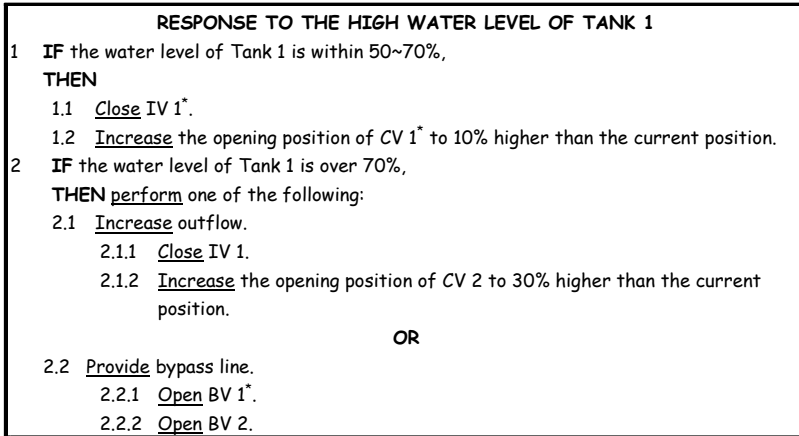 RESPONSE TO THE HIGH WATER LEVEL OF TANK 1
1 IF the water level of Tank 1 is within 50~70%,
THEN
1.1 Close IV 1*.
1.2 Increase the opening position of CV 1* to 10% higher than the current position.
2 IF the water level of Tank 1 is over 70%,
THEN perform one of the following:
2.1 Increase outflow.
2.1.1 Close IV 1.
2.1.2 Increase the opening position of CV 2 to 30% higher than the current
position.
OR
2.2 Provide bypass line.
2.2.1 Open BV 1*.
2.2.2 Open BV 2.